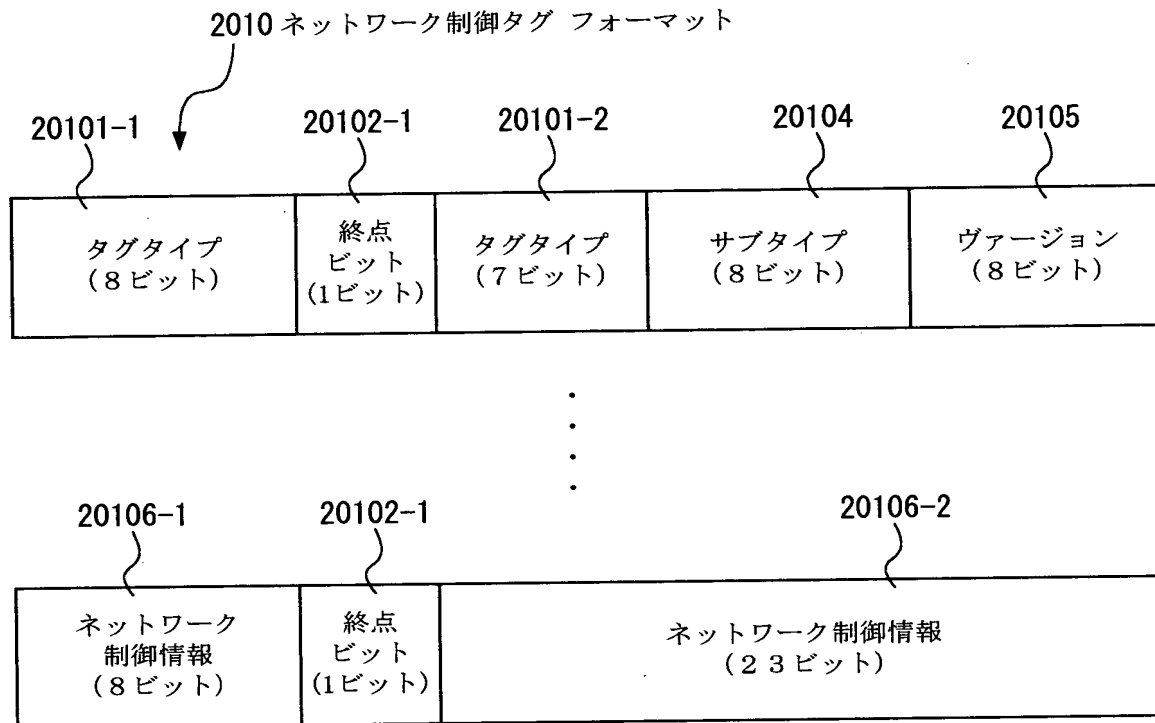 2010 ネットワーク制御タグ フォーマット
20101-1
20102-1
20101-2
20104
20105
タグタイプ
(8ビット)
終点
ビット
(1ビット)
タグタイプ
(7ビット)
サブタイプ
(8ビット)
ヴァージョン
(8ビット)
20106-1
20102-1
20106-2
ネットワーク
制御情報
(8ビット)
終点
ビット
(1ビット)
ネットワーク制御情報
(23ビット)